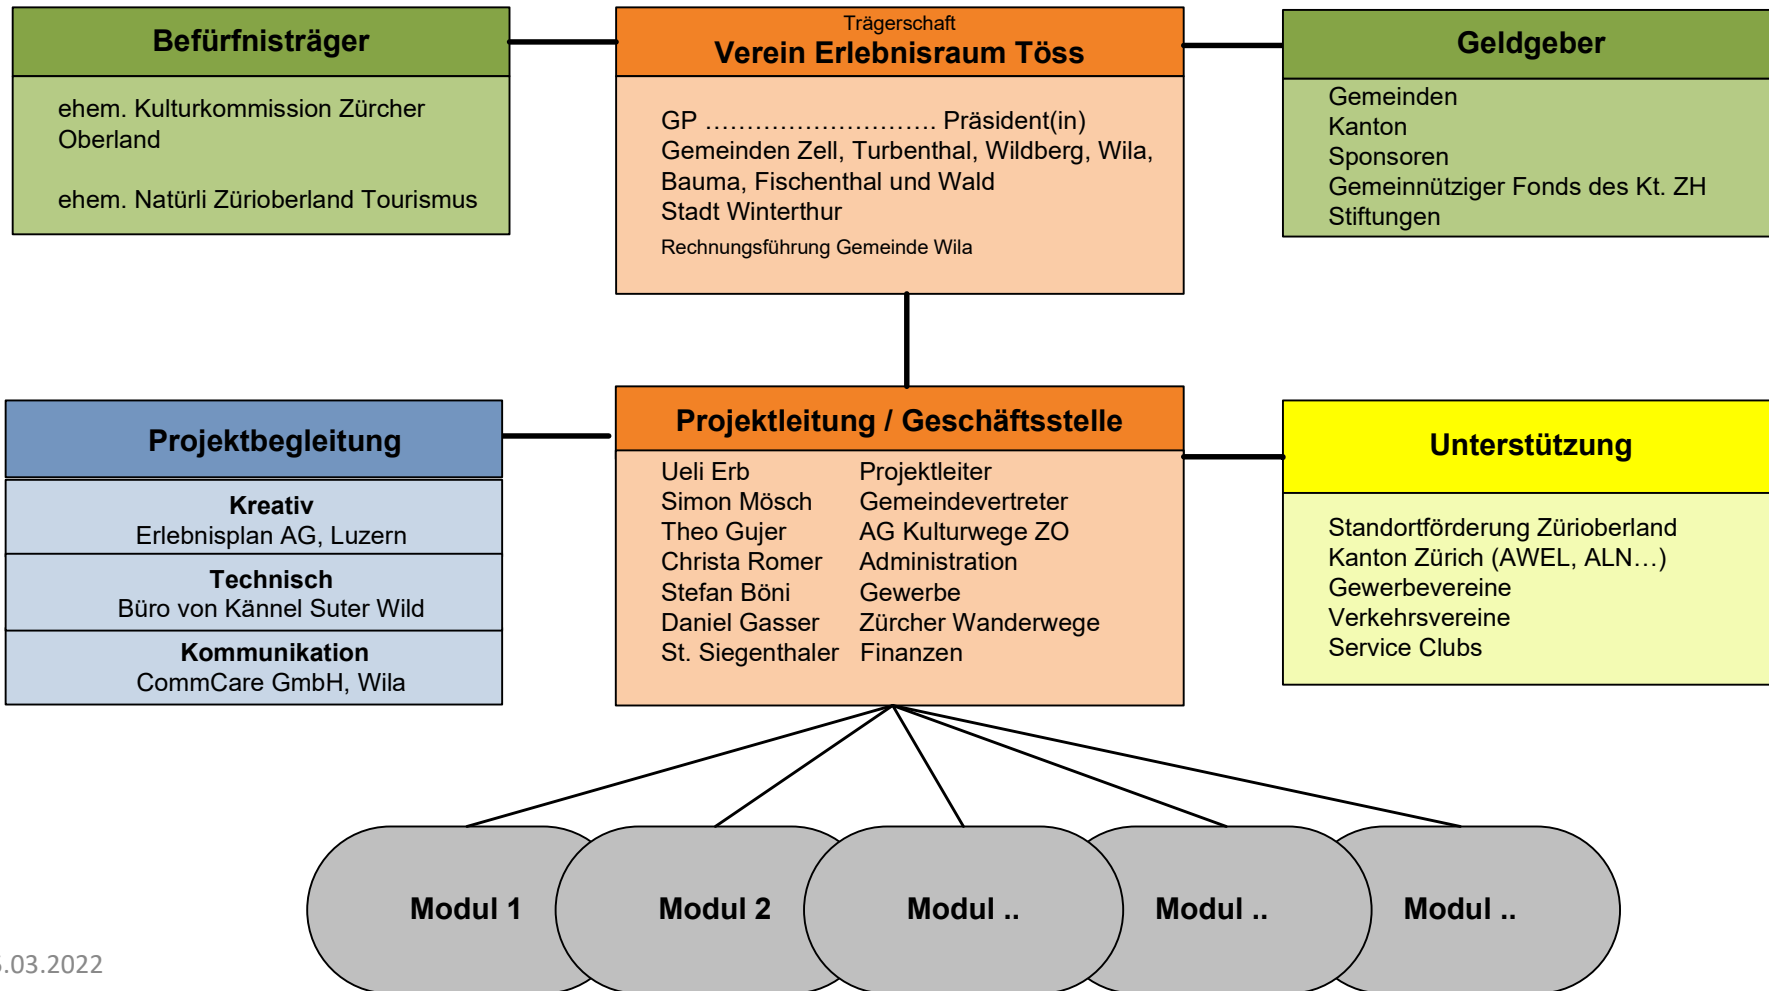 Befürfnisträger
ehem. Kulturkommission Zürcher
Oberland
ehem. Natürli Zürioberland Tourismus
Trägerschaft
Verein Erlebnisraum Töss
GP ............................ Präsident(in)
Gemeinden Zell, Turbenthal, Wildberg, Wila,
Bauma, Fischenthal und Wald
Stadt Winterthur
Rechnungsführung Gemeinde Wila
Geldgeber
Gemeinden
Kanton
Sponsoren
Gemeinnütziger Fonds des Kt. ZH
Stiftungen
Projektbegleitung
Kreativ
Erlebnisplan AG, Luzern
Technisch
Büro von Kännel Suter Wild
Kommunikation
CommCare GmbH, Wila
Projektleitung / Geschäftsstelle
Ueli Erb Projektleiter
Simon Mösch Gemeindevertreter
Theo Gujer AG Kulturwege ZO
Christa Romer Administration
Stefan Böni Gewerbe
Daniel Gasser Zürcher Wanderwege
St. Siegenthaler Finanzen
Unterstützung
Standortförderung Zürioberland
Kanton Zürich (AWEL, ALN…)
Gewerbevereine
Verkehrsvereine
Service Clubs
Modul 1
Modul 2
Modul ..
Modul ..
Modul ..
.03.2022